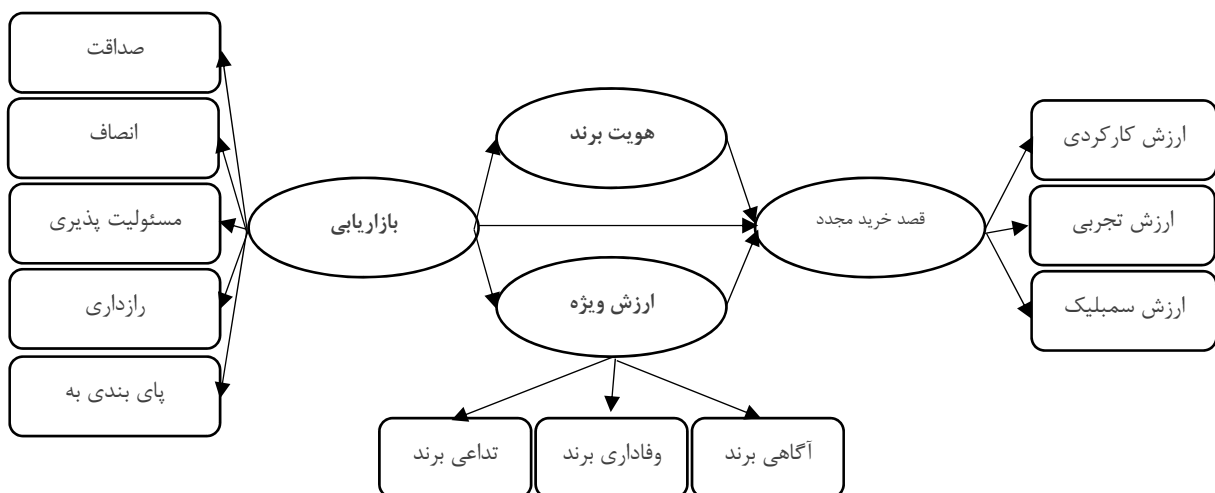 صداقت
انصاف
مسئولیت پذیری
رازداری
پای بندی به
بازاریابی
هویت برند
ارزش ویژه
قصد خرید مجدد
ارزش کارکردی
ارزش تجربی
ارزش سمبلیک
آگاهی برند
وفاداری برند
تداعی برند